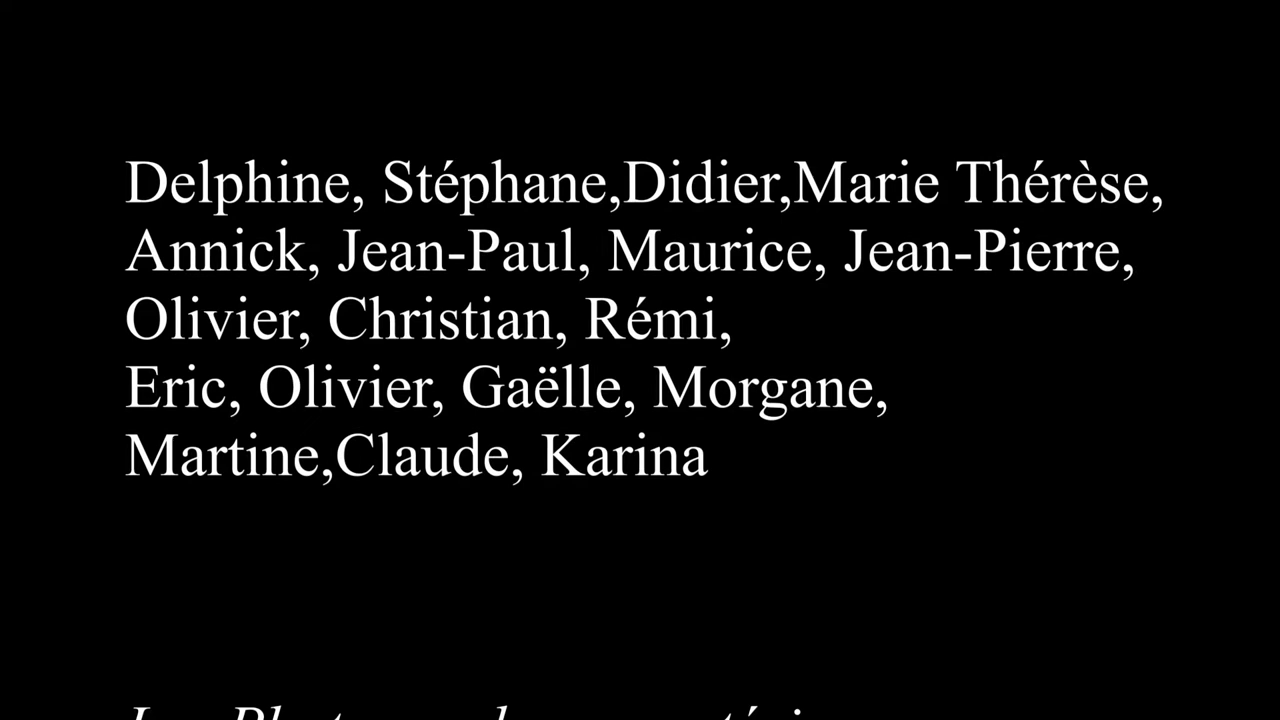 Delphine, Stéphane,Didier,Marie Thérèse,
Annick, Jean-Paul, Maurice, Jean-Pierre,
Olivier, Christian, Rémi,
Eric, Olivier, Gaëlle, Morgane,
Martine,Claude, Karina